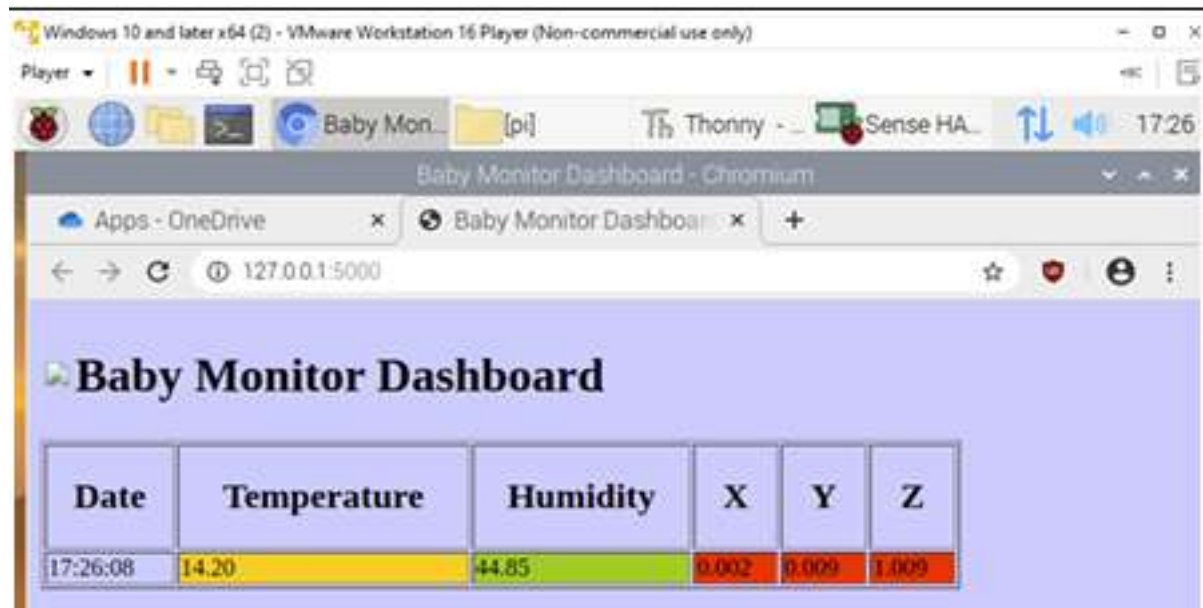 Windows 10 and later x64 (2) - VMware Workstation 16 Player (Non-commercial use only)
Player
Baby Mon... [pi] Thonny - ... Sense HA... 17:26
Baby Monitor Dashboard - Chromium
Apps - OneDrive Baby Monitor Dashboar
127.0.0.1:5000
Baby Monitor Dashboard
Date Temperature Humidity X Y Z
17:26:08 14.20 44.85 0.002 0.009 1.009